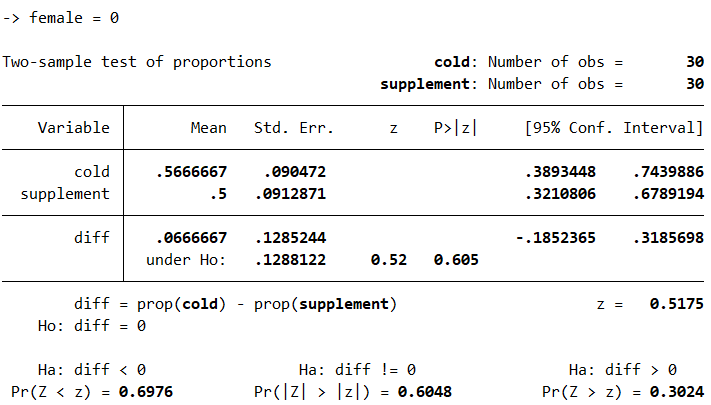 -> female = 0
Two-sample test of proportions cold: Number of obs = 30
supplement: Number of obs = 30
Variable Mean Std. Err. z P>|z| [95% Conf. Interval]
cold .5666667 .090472 .3893448 .7439886
supplement .5 .0912871 .3210806 .6789194
diff .0666667 .1285244 -.1852365 .3185698
under Ho: .1288122 0.52 0.605
diff = prop(cold) - prop(supplement) z = 0.5175
Ho: diff = 0
Ha: diff < 0 Ha: diff != 0 Ha: diff > 0
Pr(Z < z) = 0.6976 Pr(|Z| > |z|) = 0.6048 Pr(Z > z) = 0.3024